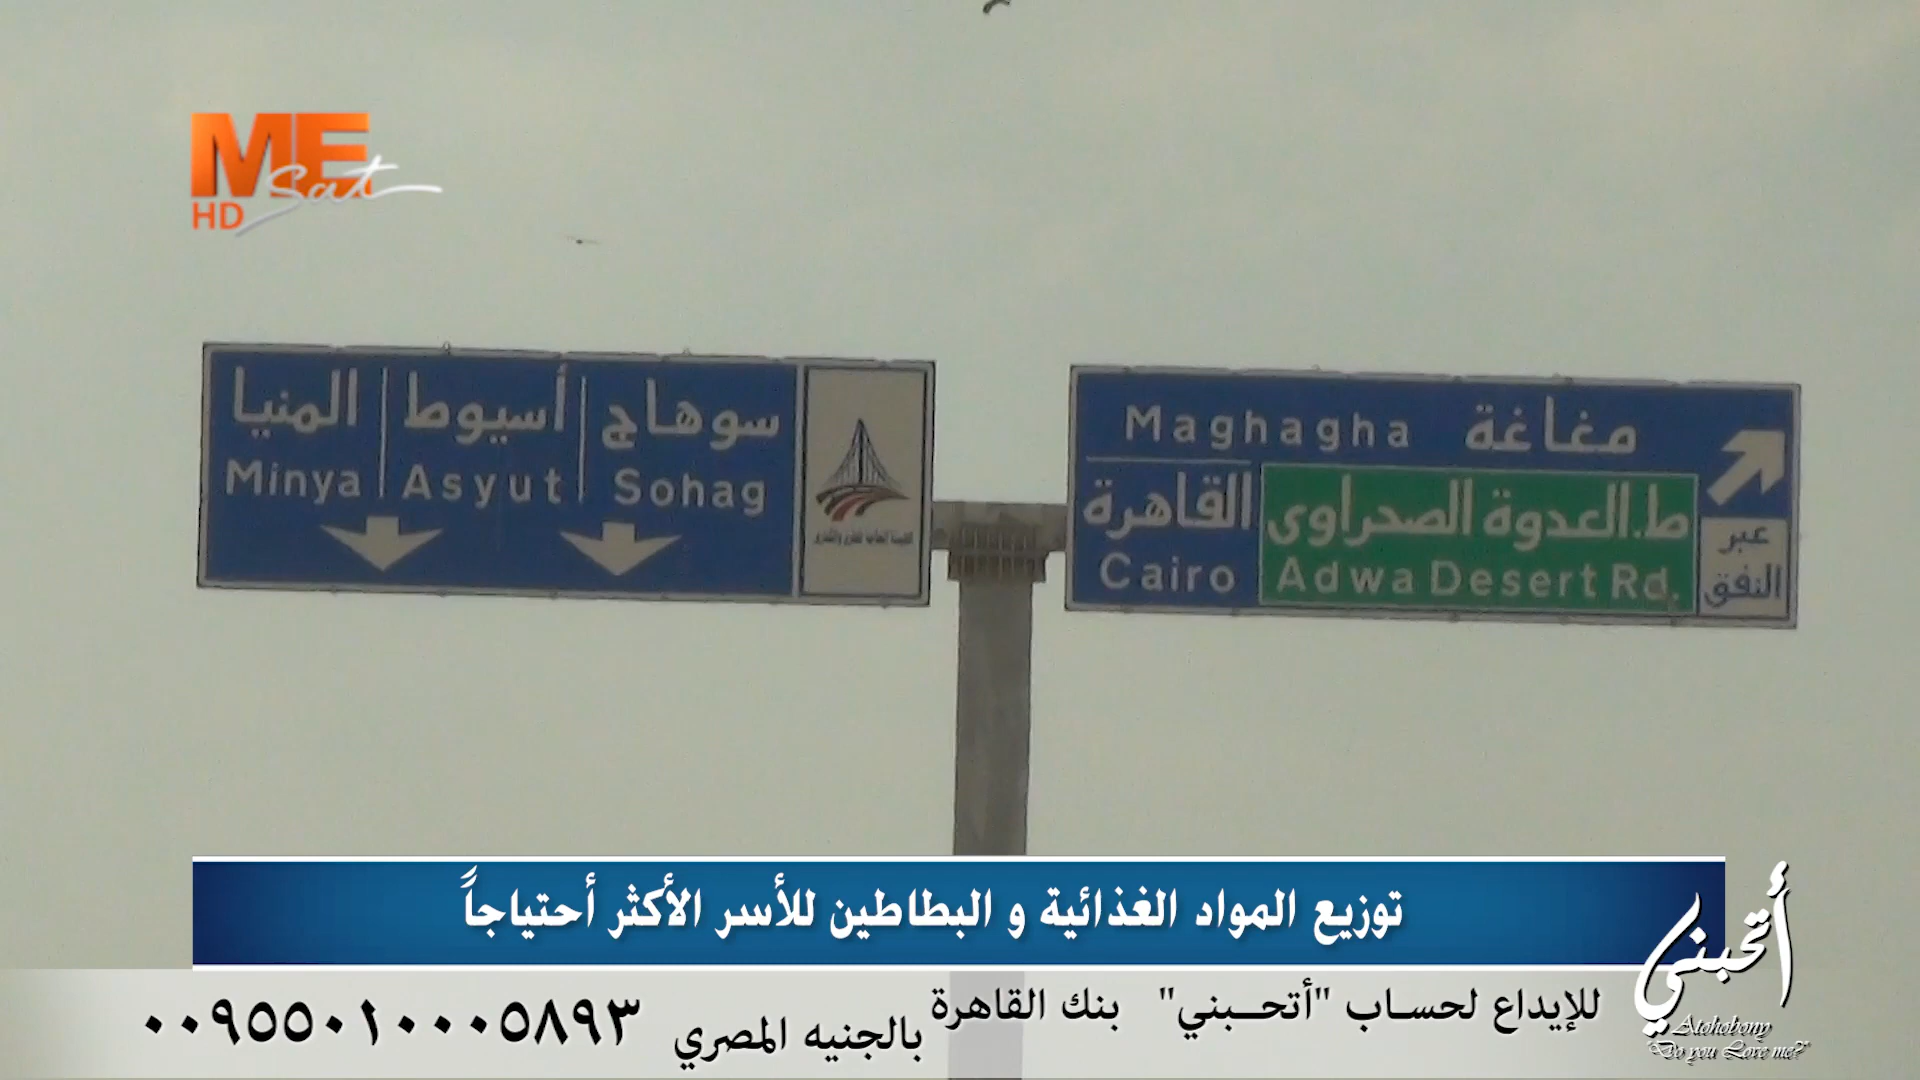 ME
Sat
HD
المنيا
أسيوط
سوهاج
Minya
Asyut
Sohag
Maghagha مغاغة
القاهرة
ط.العدوة الصحراوى
Cairo
Adwa Desert Rd.
عبر
النفق
توزيع المواد الغذائية و البطاطين للأسر الأكثر أحتياجاً
للإيداع لحساب "أتحـــبني" بنك القاهرة
بالجنيه المصري ٠٠٩٥٥٠١٠٠٠٥٨٩٣
أتحبني
Atohobony
"Do you Love me?"